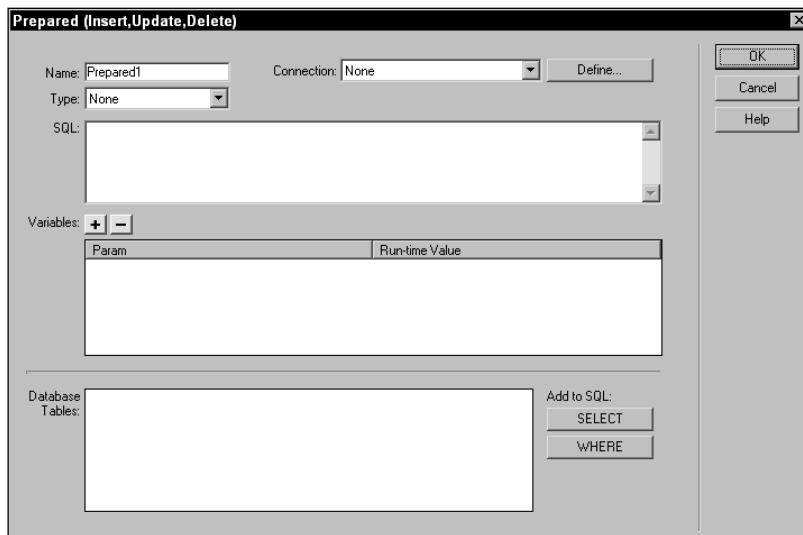 Prepared (Insert,Update,Delete)
Name: Prepared1 Connection: None Define... OK
Type: None Cancel
SQL: Help
Variables: + −
Param Run-time Value
Database Tables: Add to SQL:
SELECT
WHERE